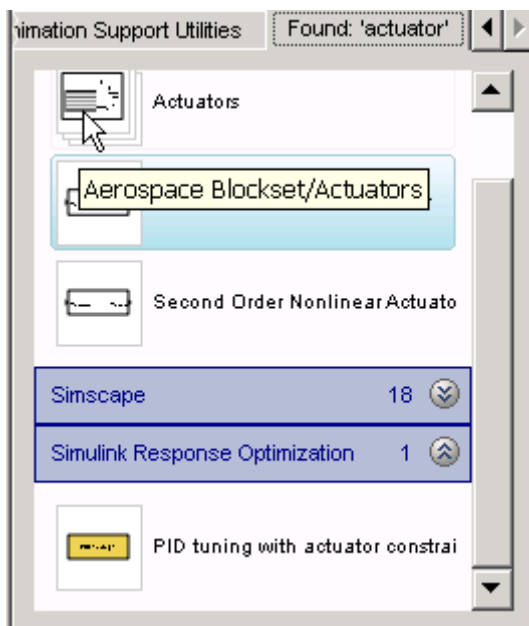 imation Support Utilities
Found: 'actuator'
Actuators
Aerospace Blockset/Actuators
Second Order Nonlinear Actuato
Simscape 18
Simulink Response Optimization 1
PID tuning with actuator constrai